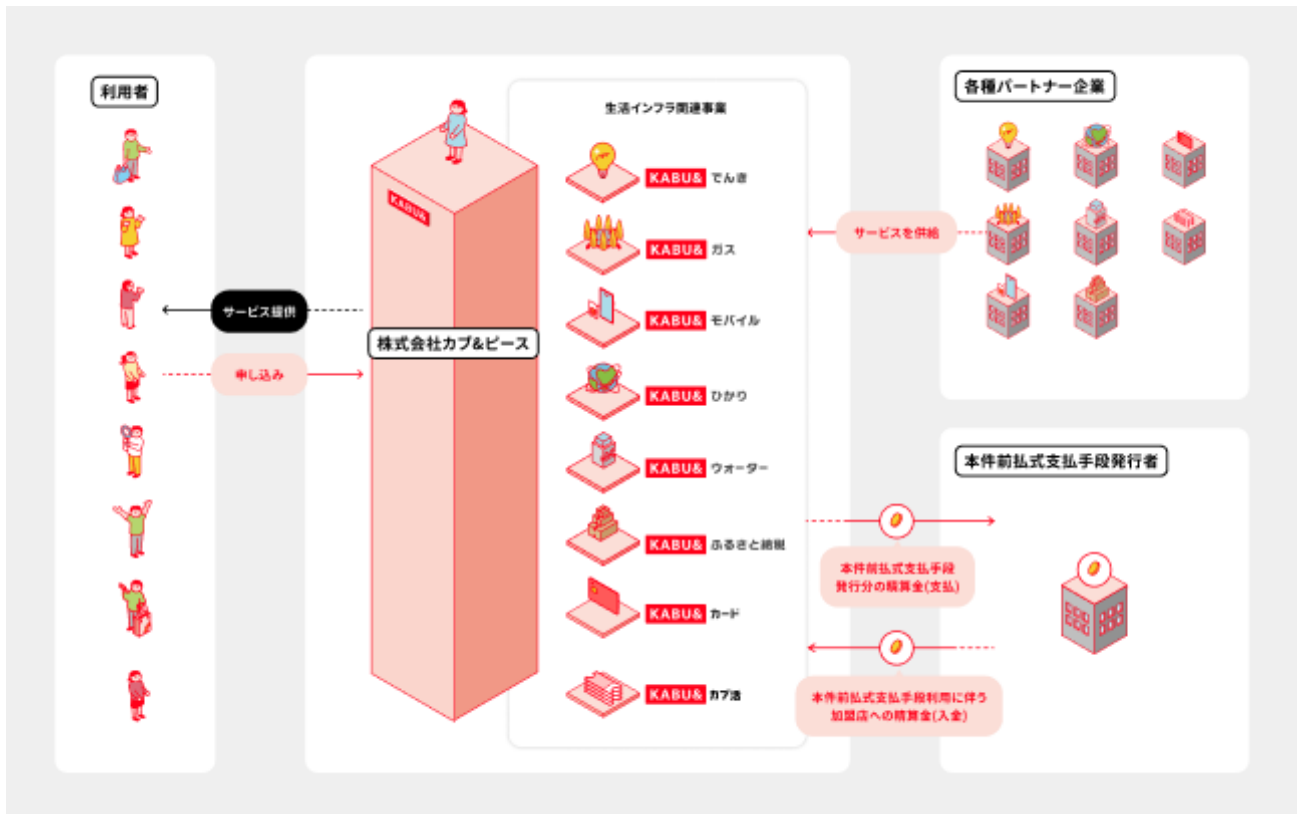 利用者
サービス提供
申し込み
KABU&
株式会社カブ&ピース
生活インフラ関連事業
KABU& でんき
KABU& ガス
KABU& モバイル
KABU& ひかり
KABU& ウォーター
KABU& ふるさと納税
KABU& カード
KABU& カブ活
各種パートナー企業
サービスを供給
本件前払式支払手段発行者
本件前払式支払手段
発行分の精算金(支払)
本件前払式支払手段利用に伴う
加盟店への精算金(入金)